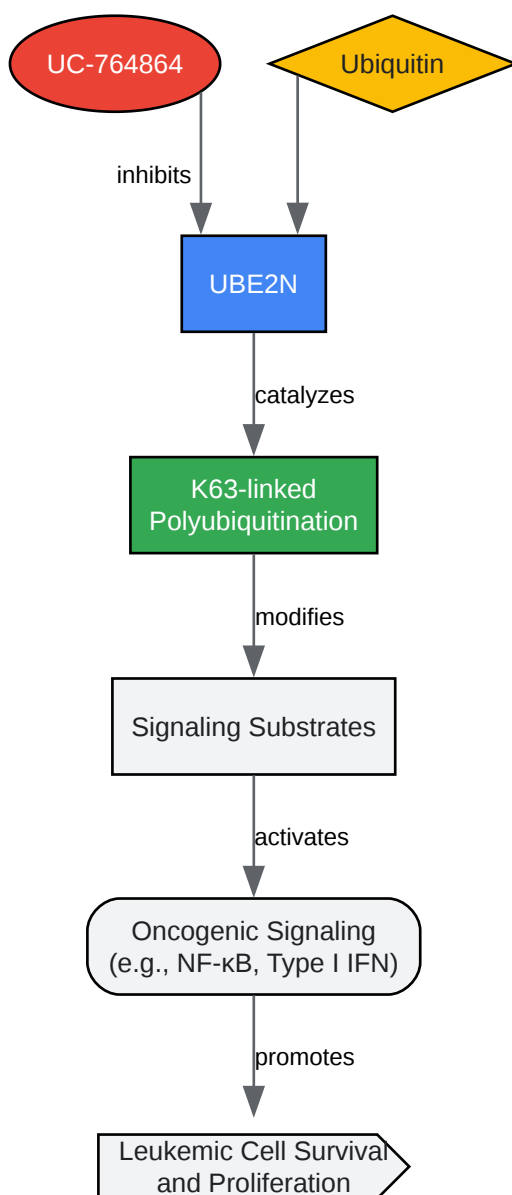 UC-764864
Ubiquitin
inhibits
UBE2N
catalyzes
K63-linked
Polyubiquitination
modifies
Signaling Substrates
activates
Oncogenic Signaling
(e.g., NF-κB, Type I IFN)
promotes
Leukemic Cell Survival
and Proliferation